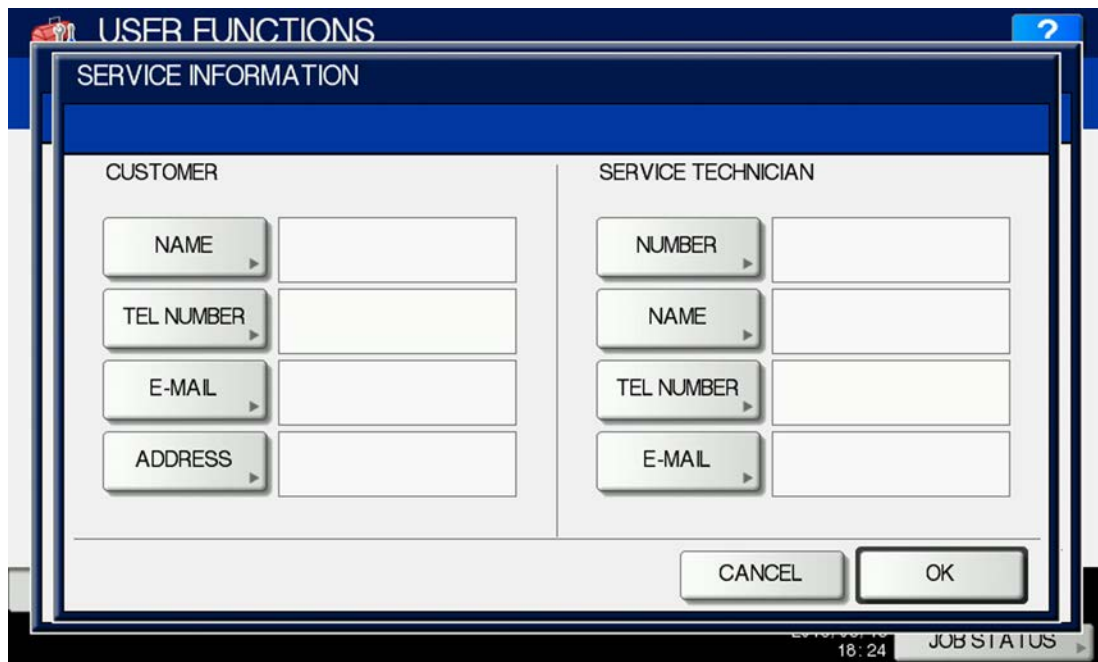 USER FUNCTIONS
?
SERVICE INFORMATION
CUSTOMER
NAME
TEL NUMBER
E-MAIL
ADDRESS
SERVICE TECHNICIAN
NUMBER
NAME
TEL NUMBER
E-MAIL
CANCEL
OK
18:24
JOB STATUS